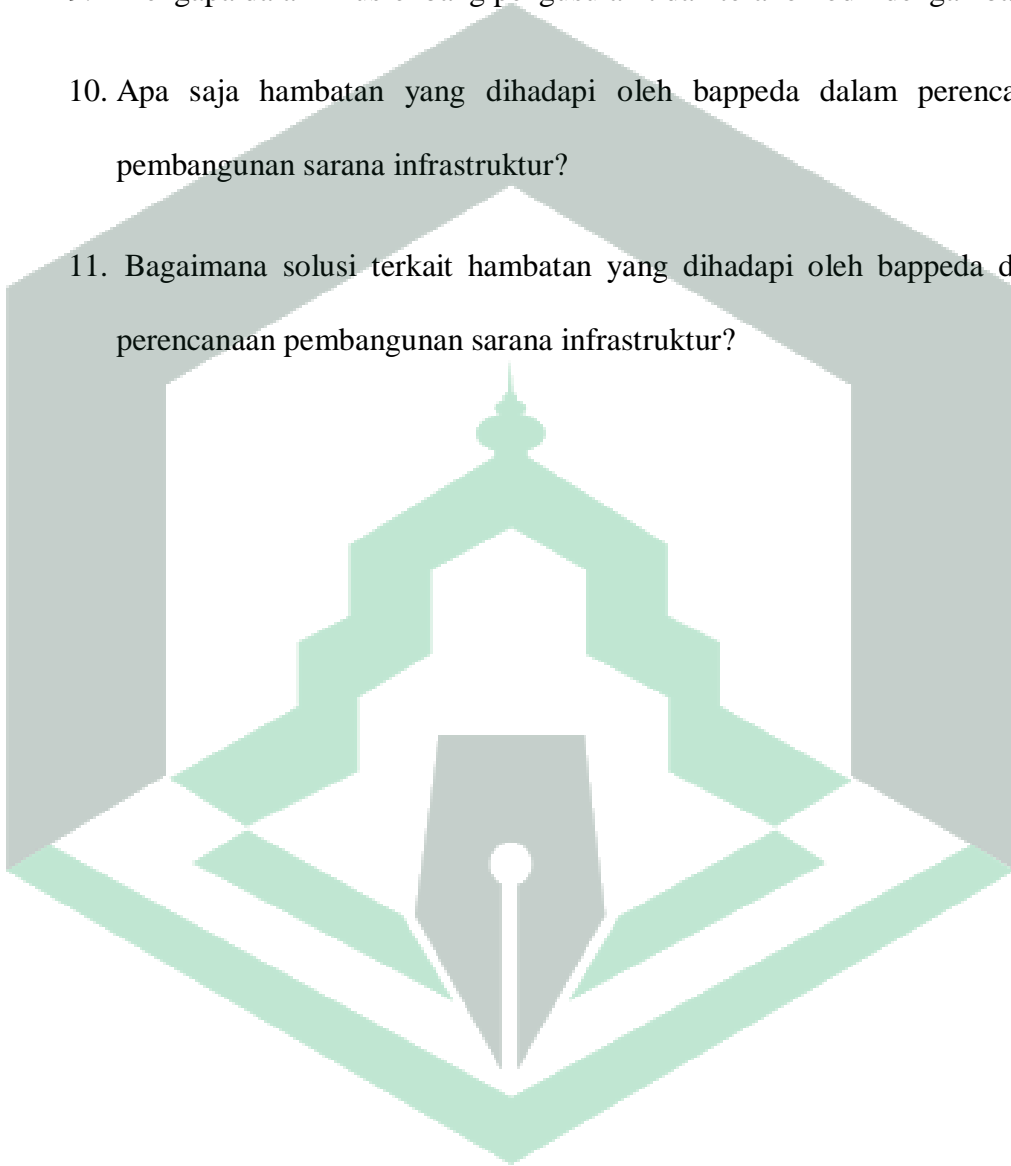 10. Apa saja hambatan yang dihadapi oleh bappeda dalam
pembangunan sarana infrastruktur?
11. Bagaimana solusi terkait hambatan yang dihadapi oleh bappeda
perencanaan pembangunan sarana infrastruktur?